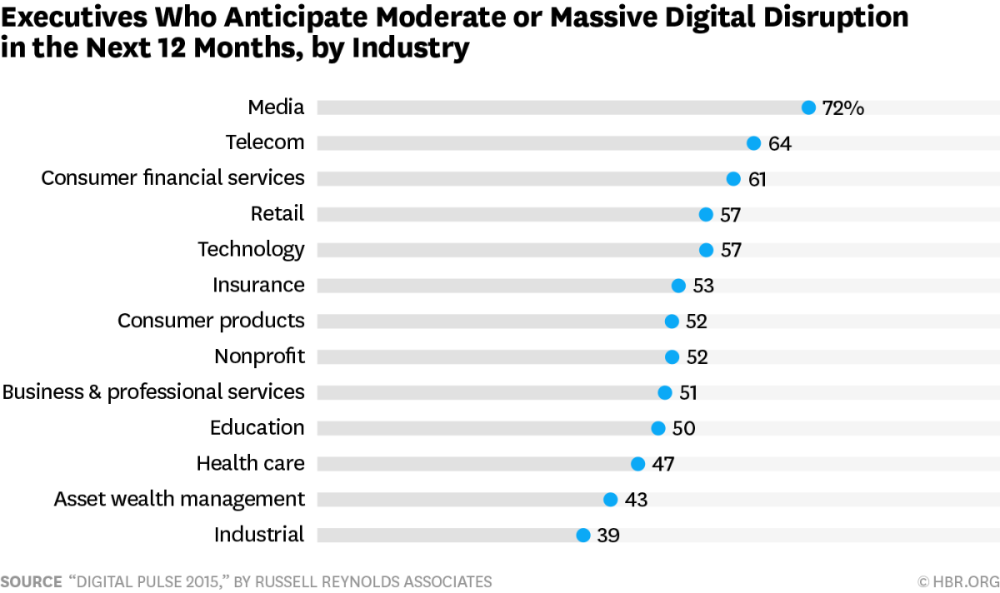 Executives Who Anticipate Moderate or Massive Digital Disruption
in the Next 12 Months, by Industry
Media 72%
Telecom 64
Consumer financial services 61
Retail 57
Technology 57
Insurance 53
Consumer products 52
Nonprofit 52
Business & professional services 51
Education 50
Health care 47
Asset wealth management 43
Industrial 39
SOURCE “DIGITAL PULSE 2015,” BY RUSSELL REYNOLDS ASSOCIATES © HBR.ORG